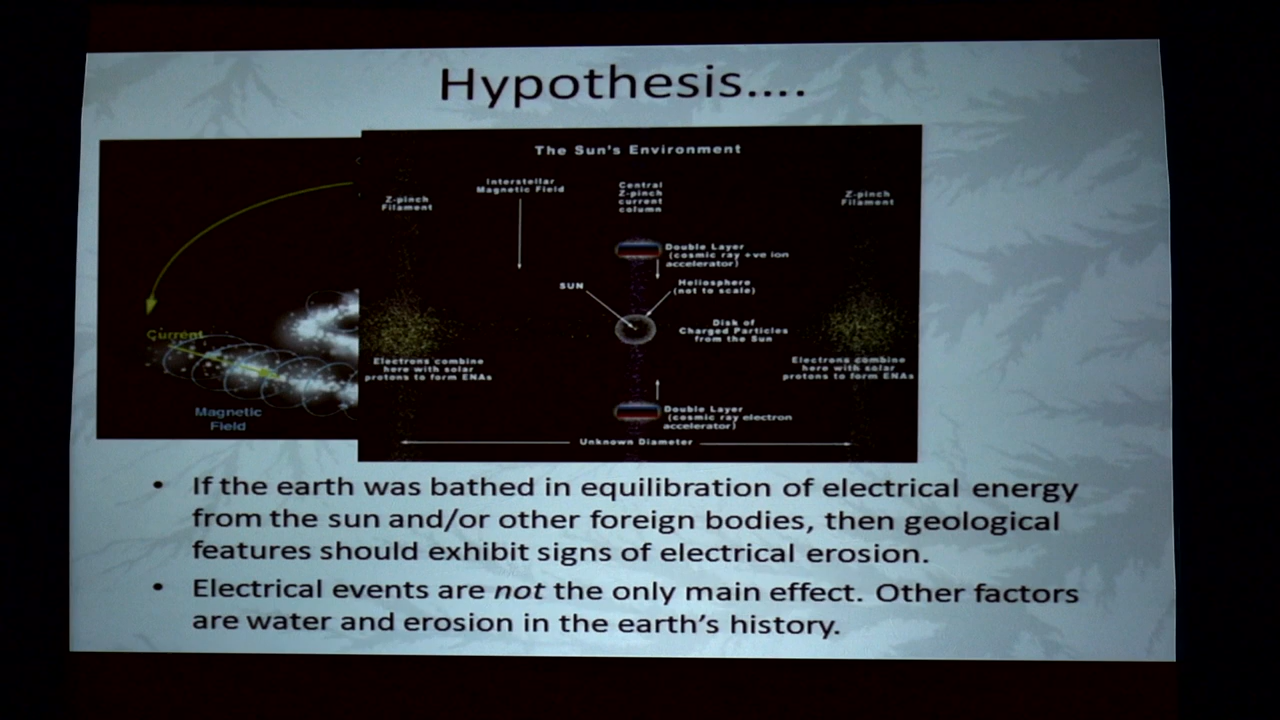 Hypothesis....
The Sun's Environment
Interstellar
Magnetic Field
Central
Z-pinch
current
column
Z-pinch
Filament
Z-pinch
Filament
Double Layer
(cosmic ray +ve ion
accelerator)
SUN
Heliosphere
(not to scale)
Disk of
Charged Particles
from the Sun
Current
Electrons combine
here with solar
protons to form ENAs
Electrons combine
here with solar
protons to form ENAs
Magnetic
Field
Double Layer
(cosmic ray electron
accelerator)
Unknown Diameter
• If the earth was bathed in equilibration of electrical energy
from the sun and/or other foreign bodies, then geological
features should exhibit signs of electrical erosion.
• Electrical events are not the only main effect. Other factors
are water and erosion in the earth's history.